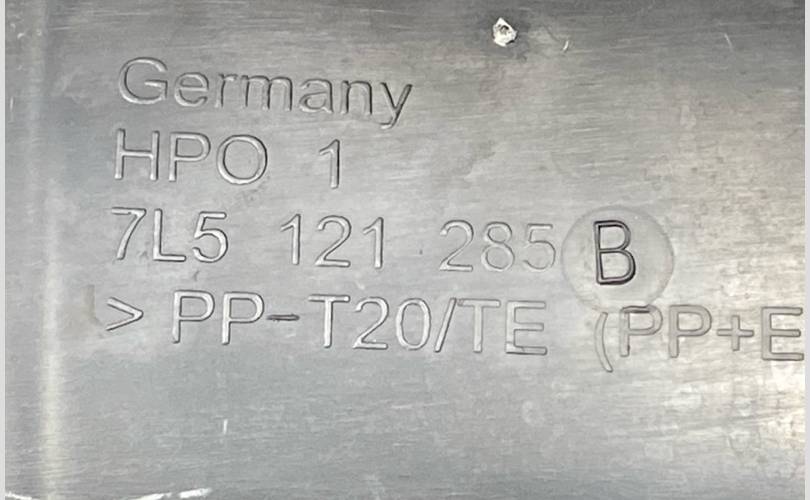 Germany
HPO 1
7L5 121 285 B
> PP-T20/TE (PP+E